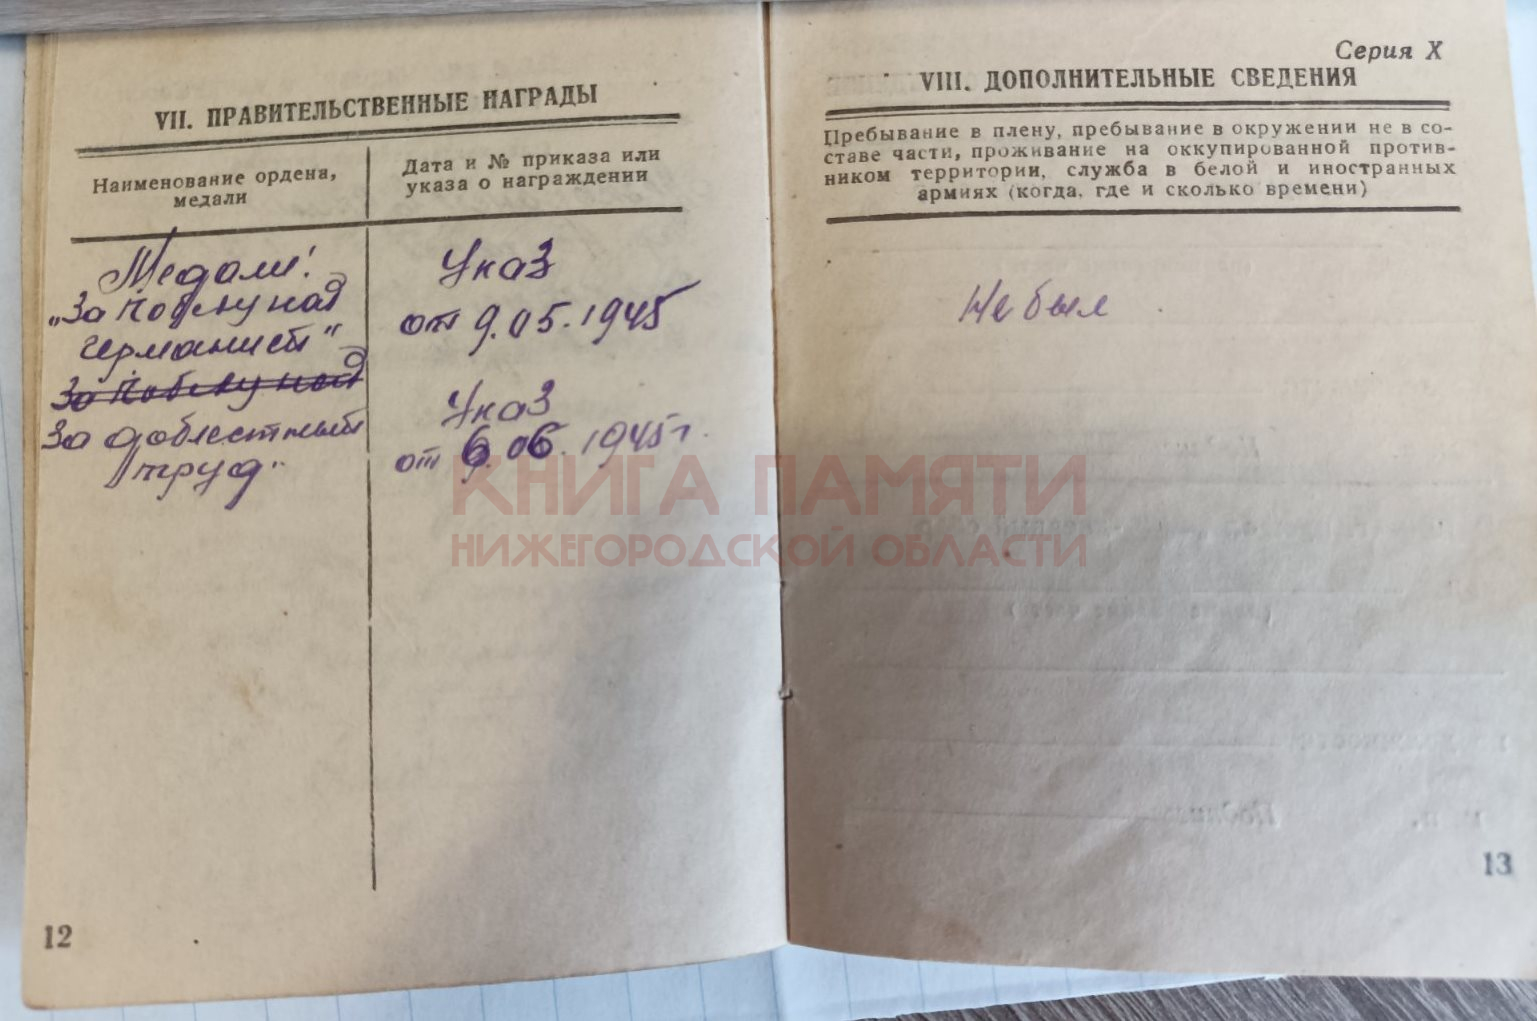 VII. ПРАВИТЕЛЬСТВЕННЫЕ НАГРАДЫ
Наименование ордена,
медали
Дата и № приказа или
указа о награждении
Медали:
„За Победу над
Германией"
За Победу над
За доблестный
труд"
Указ
от 9.05.1945
Указ
от 6.06.1945 г.
12
Серия X
VIII. ДОПОЛНИТЕЛЬНЫЕ СВЕДЕНИЯ
Пребывание в плену, пребывание в окружении не в со-
ставе части, проживание на оккупированной против-
ником территории, служба в белой и иностранных
армиях (когда, где и сколько времени)
Не был
13
КНИГА ПАМЯТИ
НИЖЕГОРОДСКОЙ ОБЛАСТИ